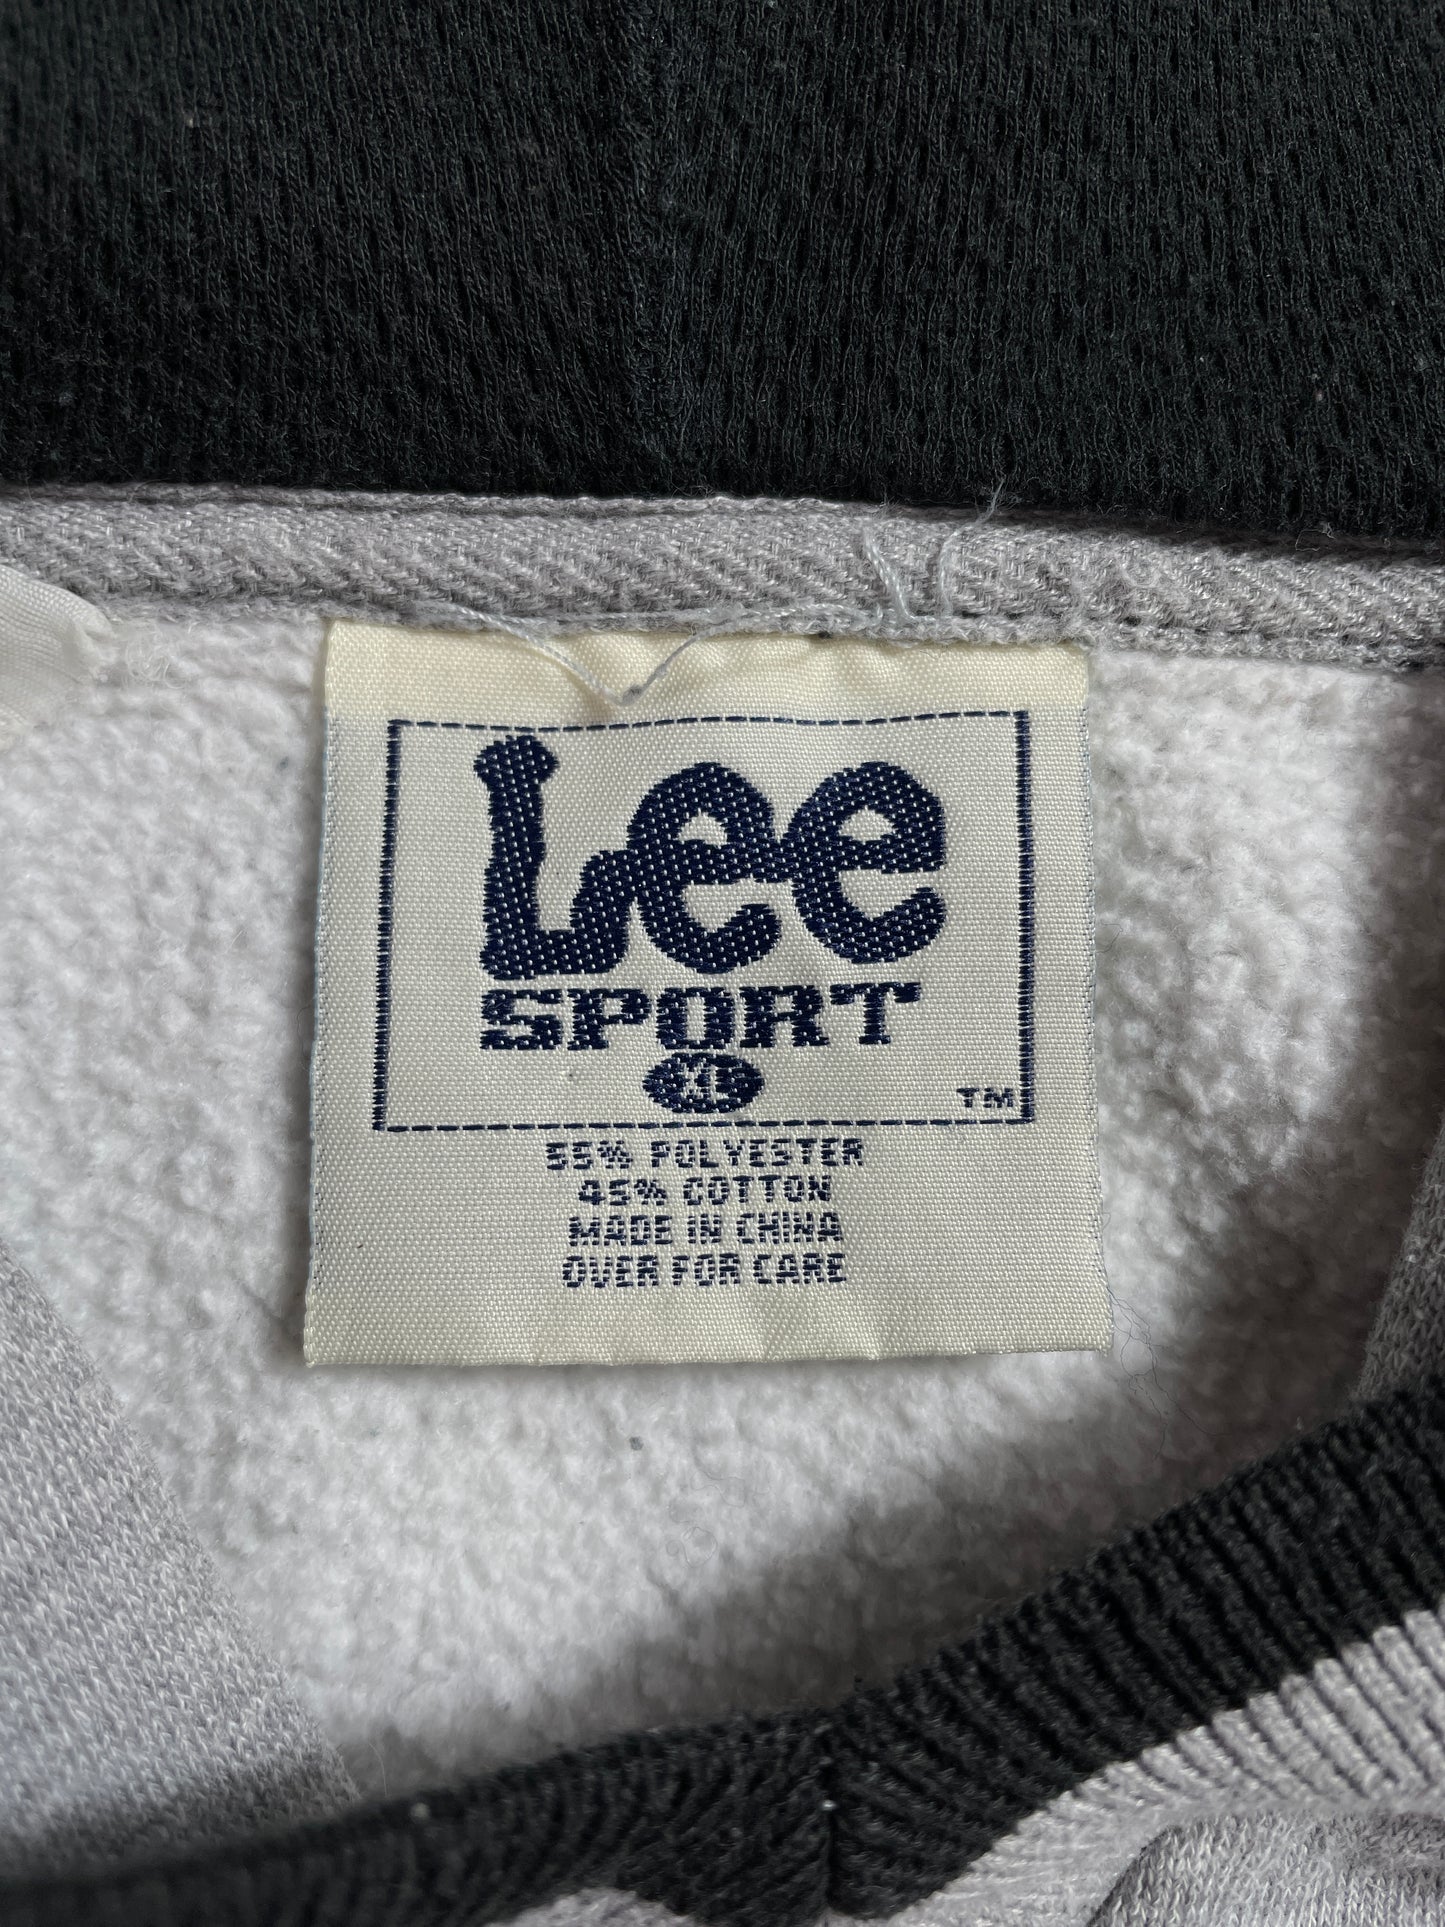 Lee
SPORT
XL
TM
55% POLYESTER
45% COTTON
MADE IN CHINA
OVER FOR CARE